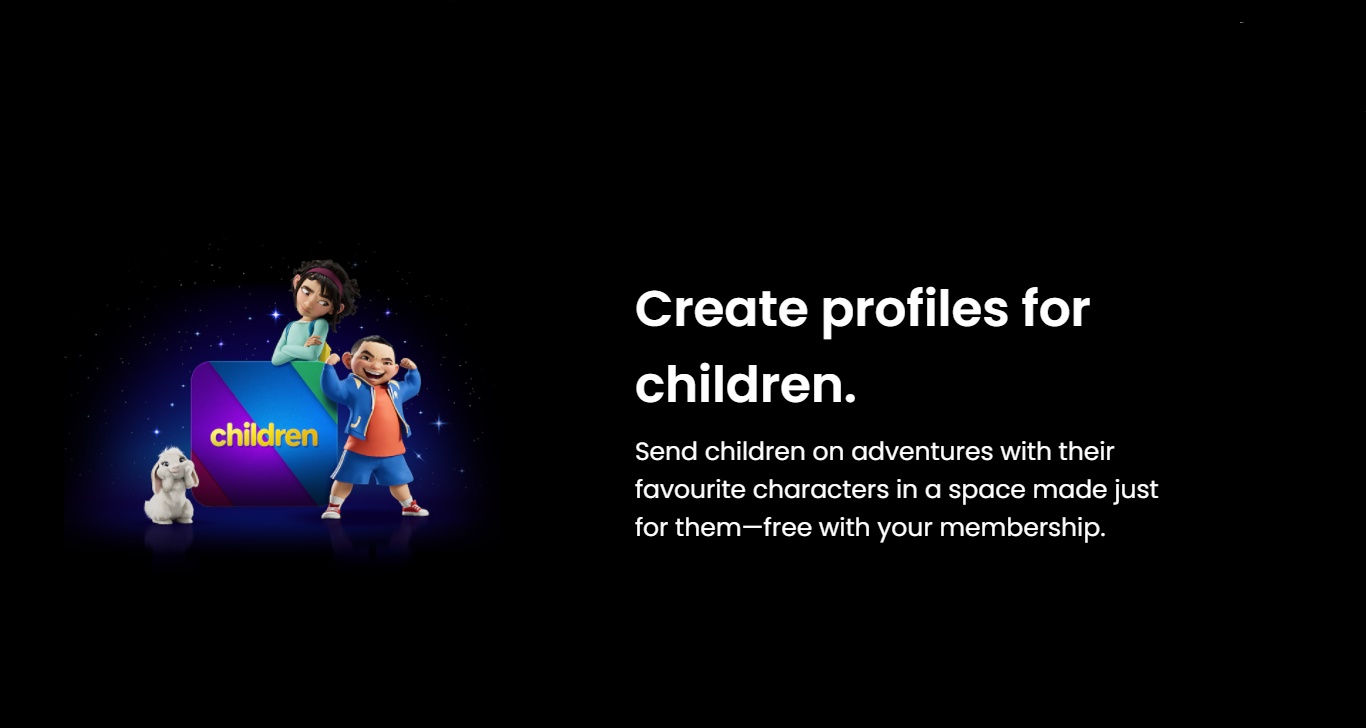 Create profiles for
children.
children
Send children on adventures with their
favourite characters in a space made just
for them—free with your membership.